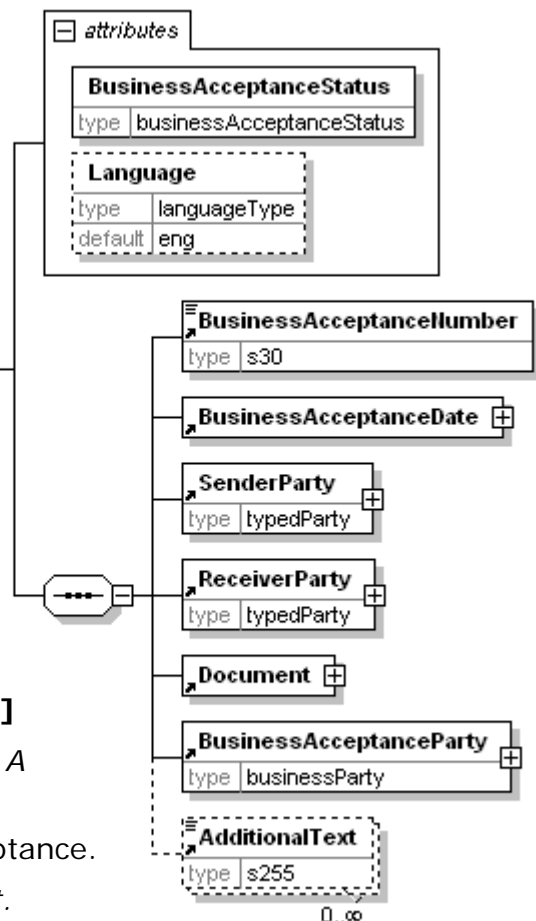 attributes
BusinessAcceptanceStatus
type businessAcceptanceStatus
Language
type languageType
default eng
BusinessAcceptanceNumber
type s30
BusinessAcceptanceDate
SenderParty
type typedParty
ReceiverParty
type typedParty
Document
]
BusinessAcceptanceParty
A
type businessParty
AdditionalText
ptance.
type s255
t.
0..∞